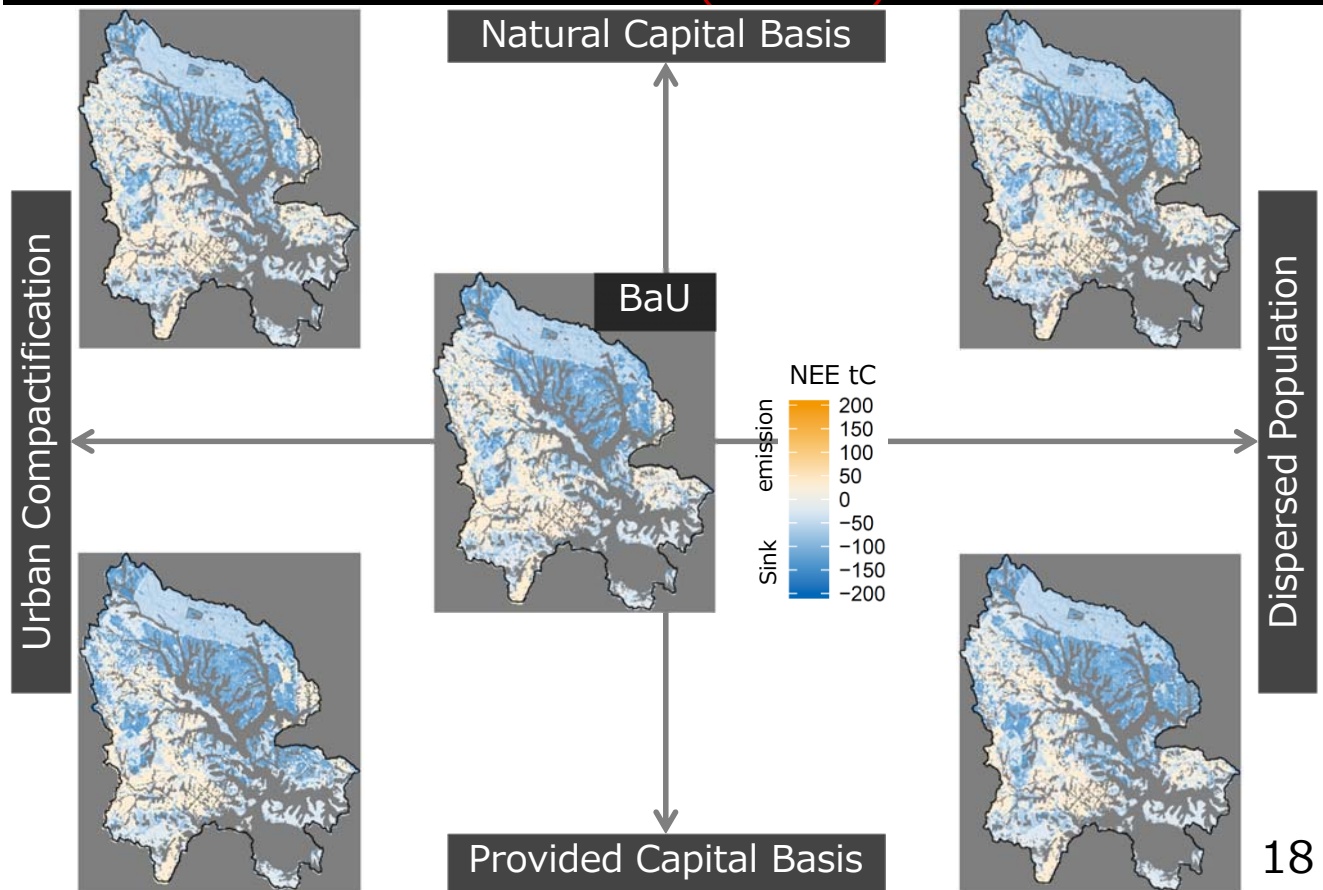 Natural Capital Basis
Urban Compactification
BaU
Dispersed Population
NEE tC
emission
Sink
200
150
100
50
0
−50
−100
−150
−200
Provided Capital Basis
18